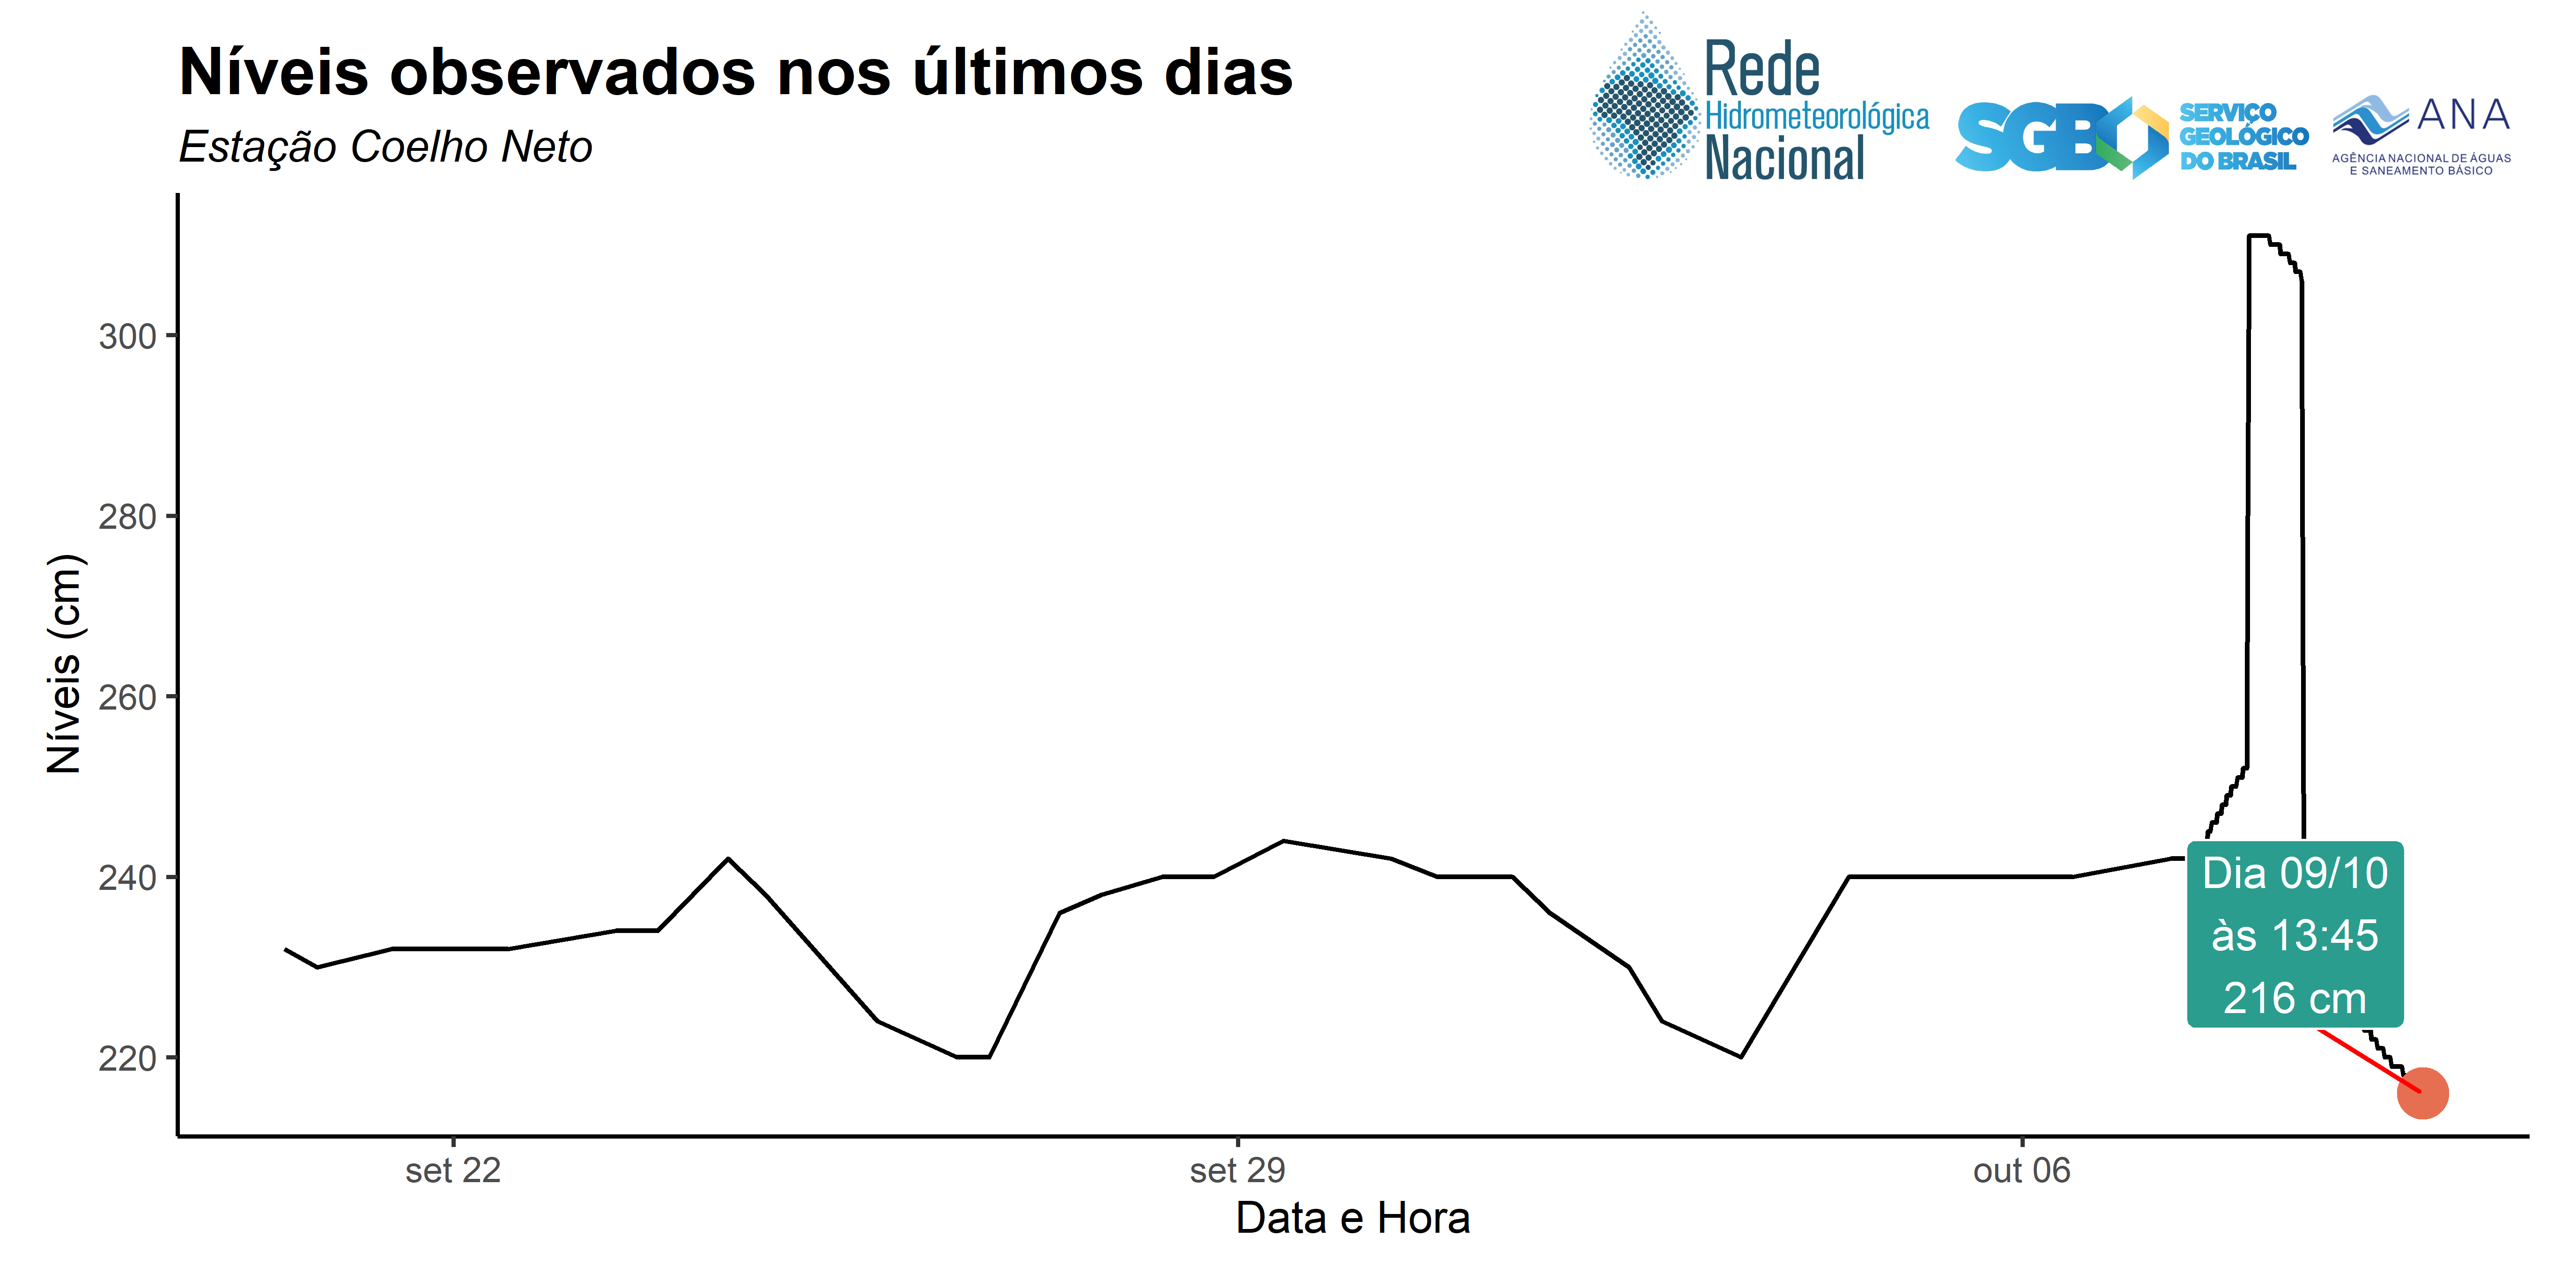 Níveis observados nos últimos dias
Estação Coelho Neto
Rede
Hidrometeorológica
Nacional
SGB
SERVIÇO
GEOLÓGICO
DO BRASIL
ANA
AGÊNCIA NACIONAL DE ÁGUAS
E SANEAMENTO BÁSICO
Níveis (cm)
300
280
260
240
220
Dia 09/10
às 13:45
216 cm
set 22
set 29
out 06
Data e Hora